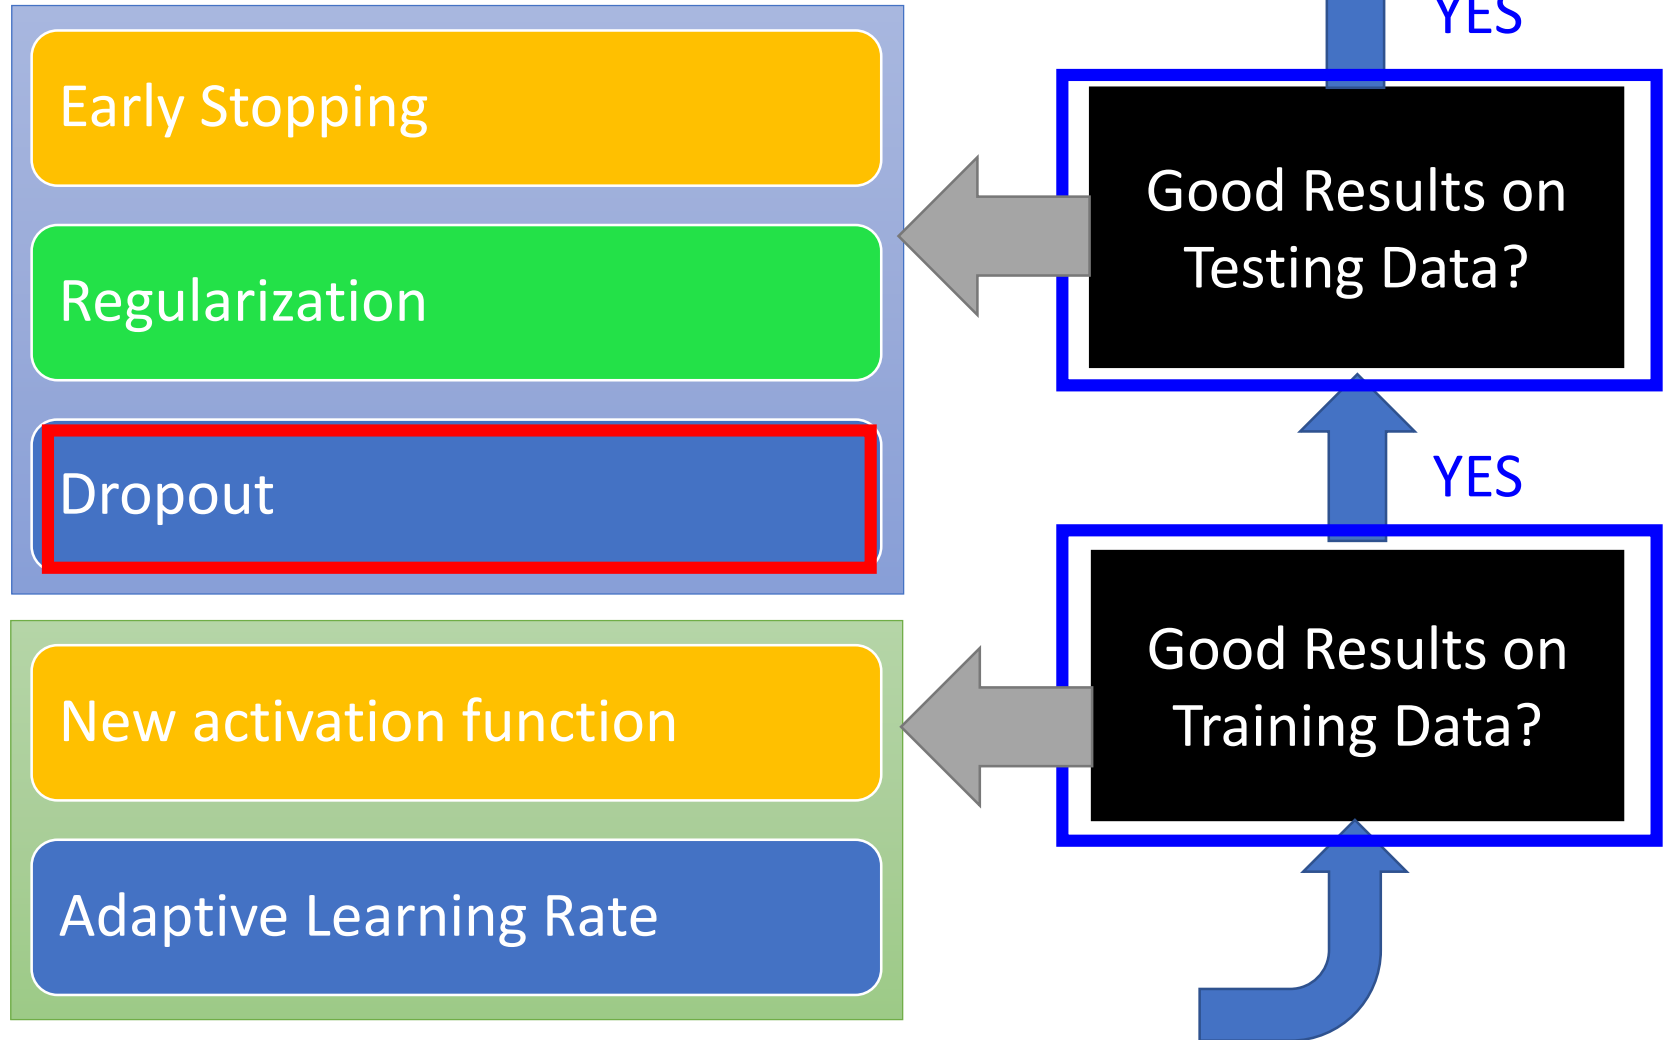 YES
Early Stopping
Good Results on
Testing Data?
Regularization
YES
Dropout
Good Results on
Training Data?
New activation function
Adaptive Learning Rate